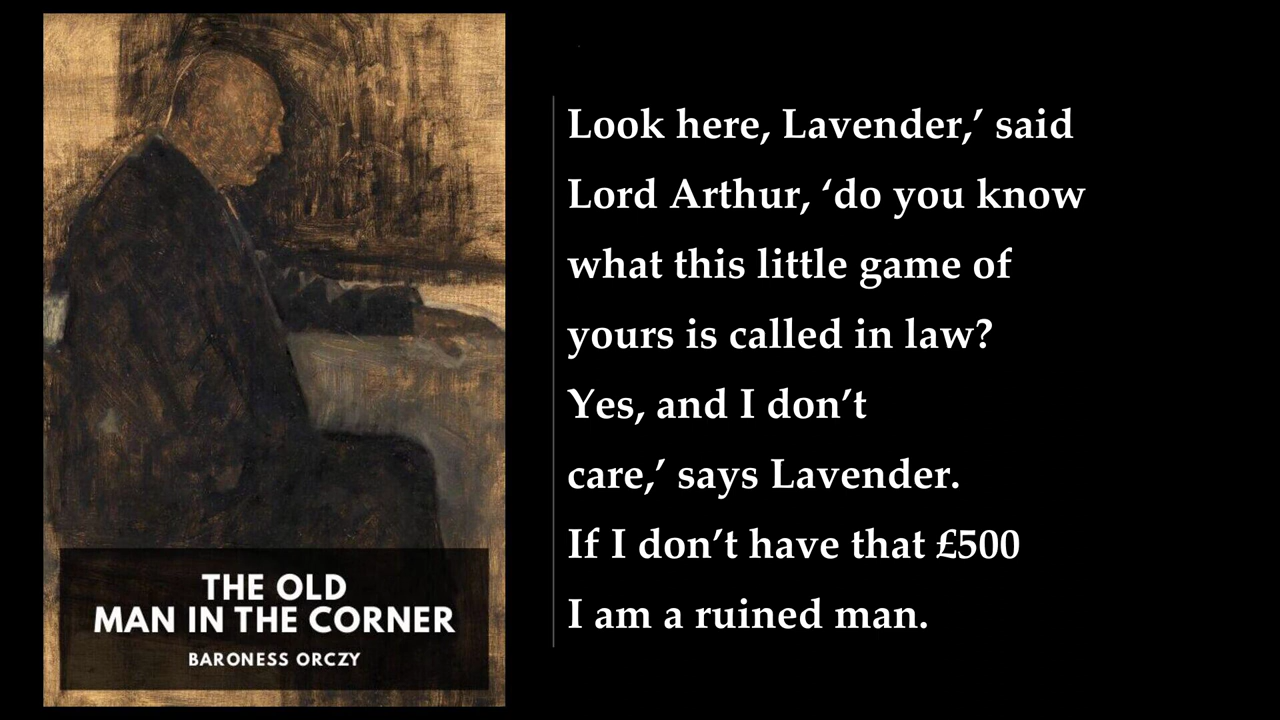 THE OLD
MAN IN THE CORNER
BARONESS ORCZY
Look here, Lavender,’ said
Lord Arthur, ‘do you know
what this little game of
yours is called in law?
Yes, and I don’t
care,’ says Lavender.
If I don’t have that £500
I am a ruined man.